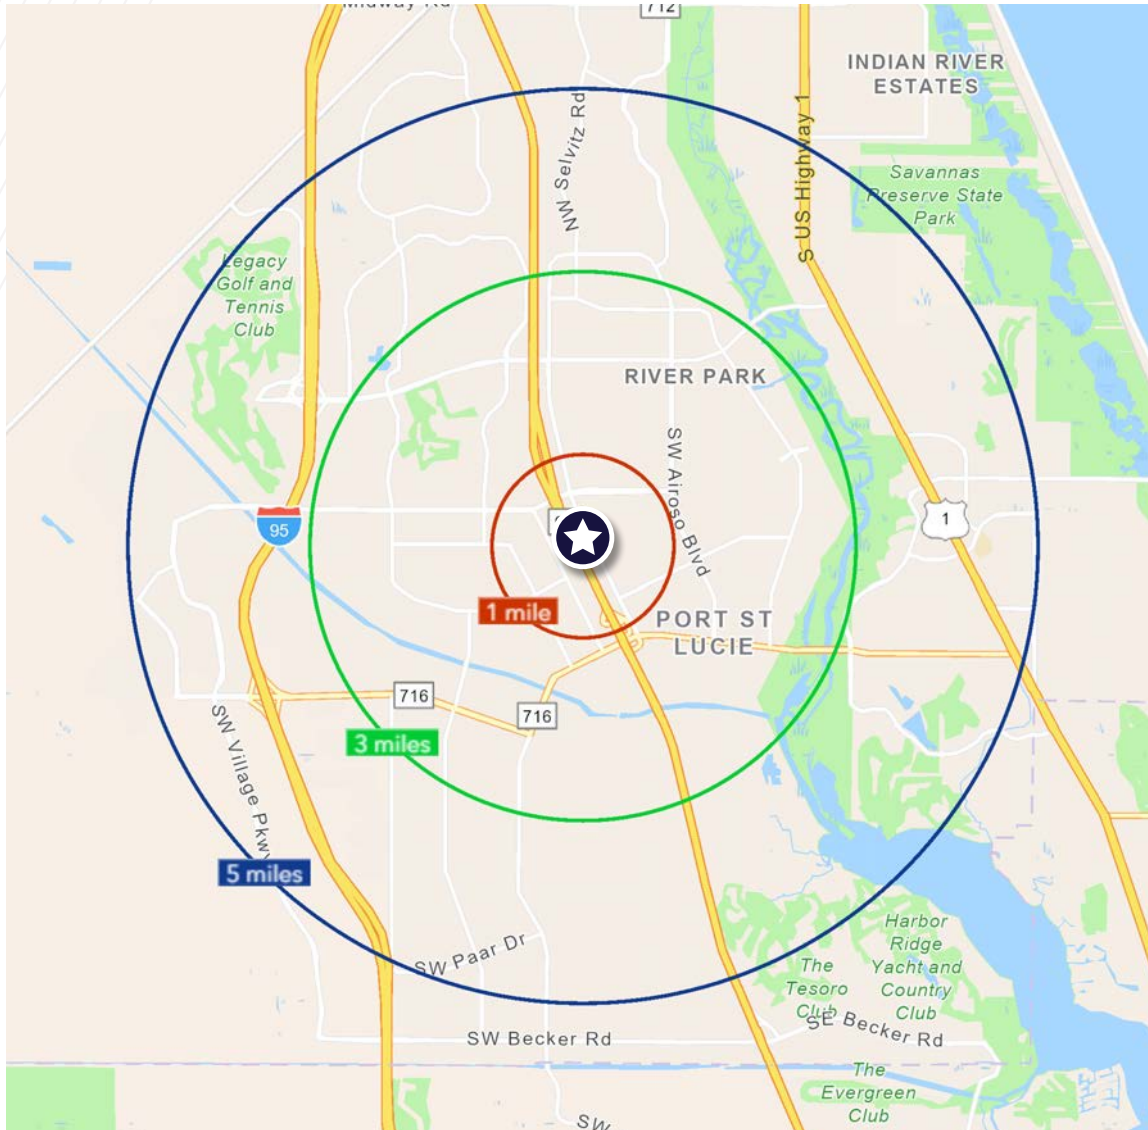 Midway Rd
712
INDIAN RIVER
ESTATES
S US Highway 1
NW Selvitz Rd
Savannas
Preserve State
Park
Legacy
Golf and
Tennis
Club
RIVER PARK
SW Airoso Blvd
95
1
1 mile
PORT ST
LUCIE
716
716
3 miles
SW Village Pkwy
5 miles
SW Paar Dr
Harbor
Ridge
Yacht and
Country
Club
The
Tesoro
Club
SE Becker Rd
SW Becker Rd
The
Evergreen
Club
SW